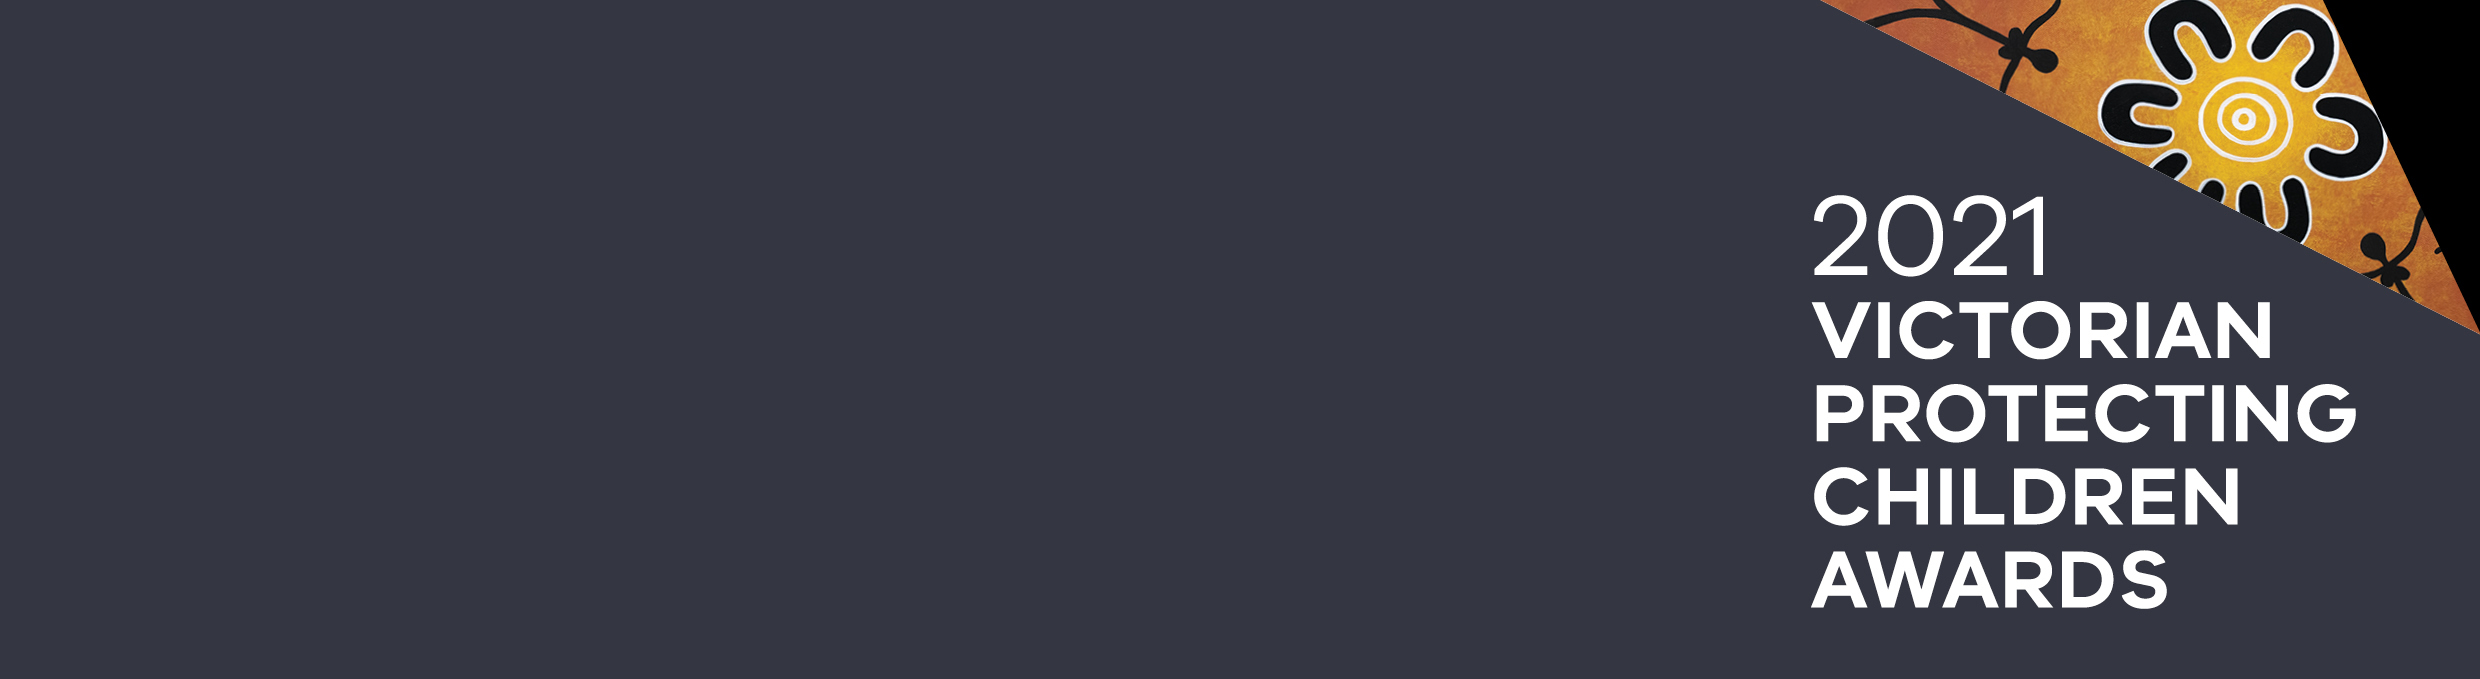 2021
VICTORIAN
PROTECTING
CHILDREN
AWARDS